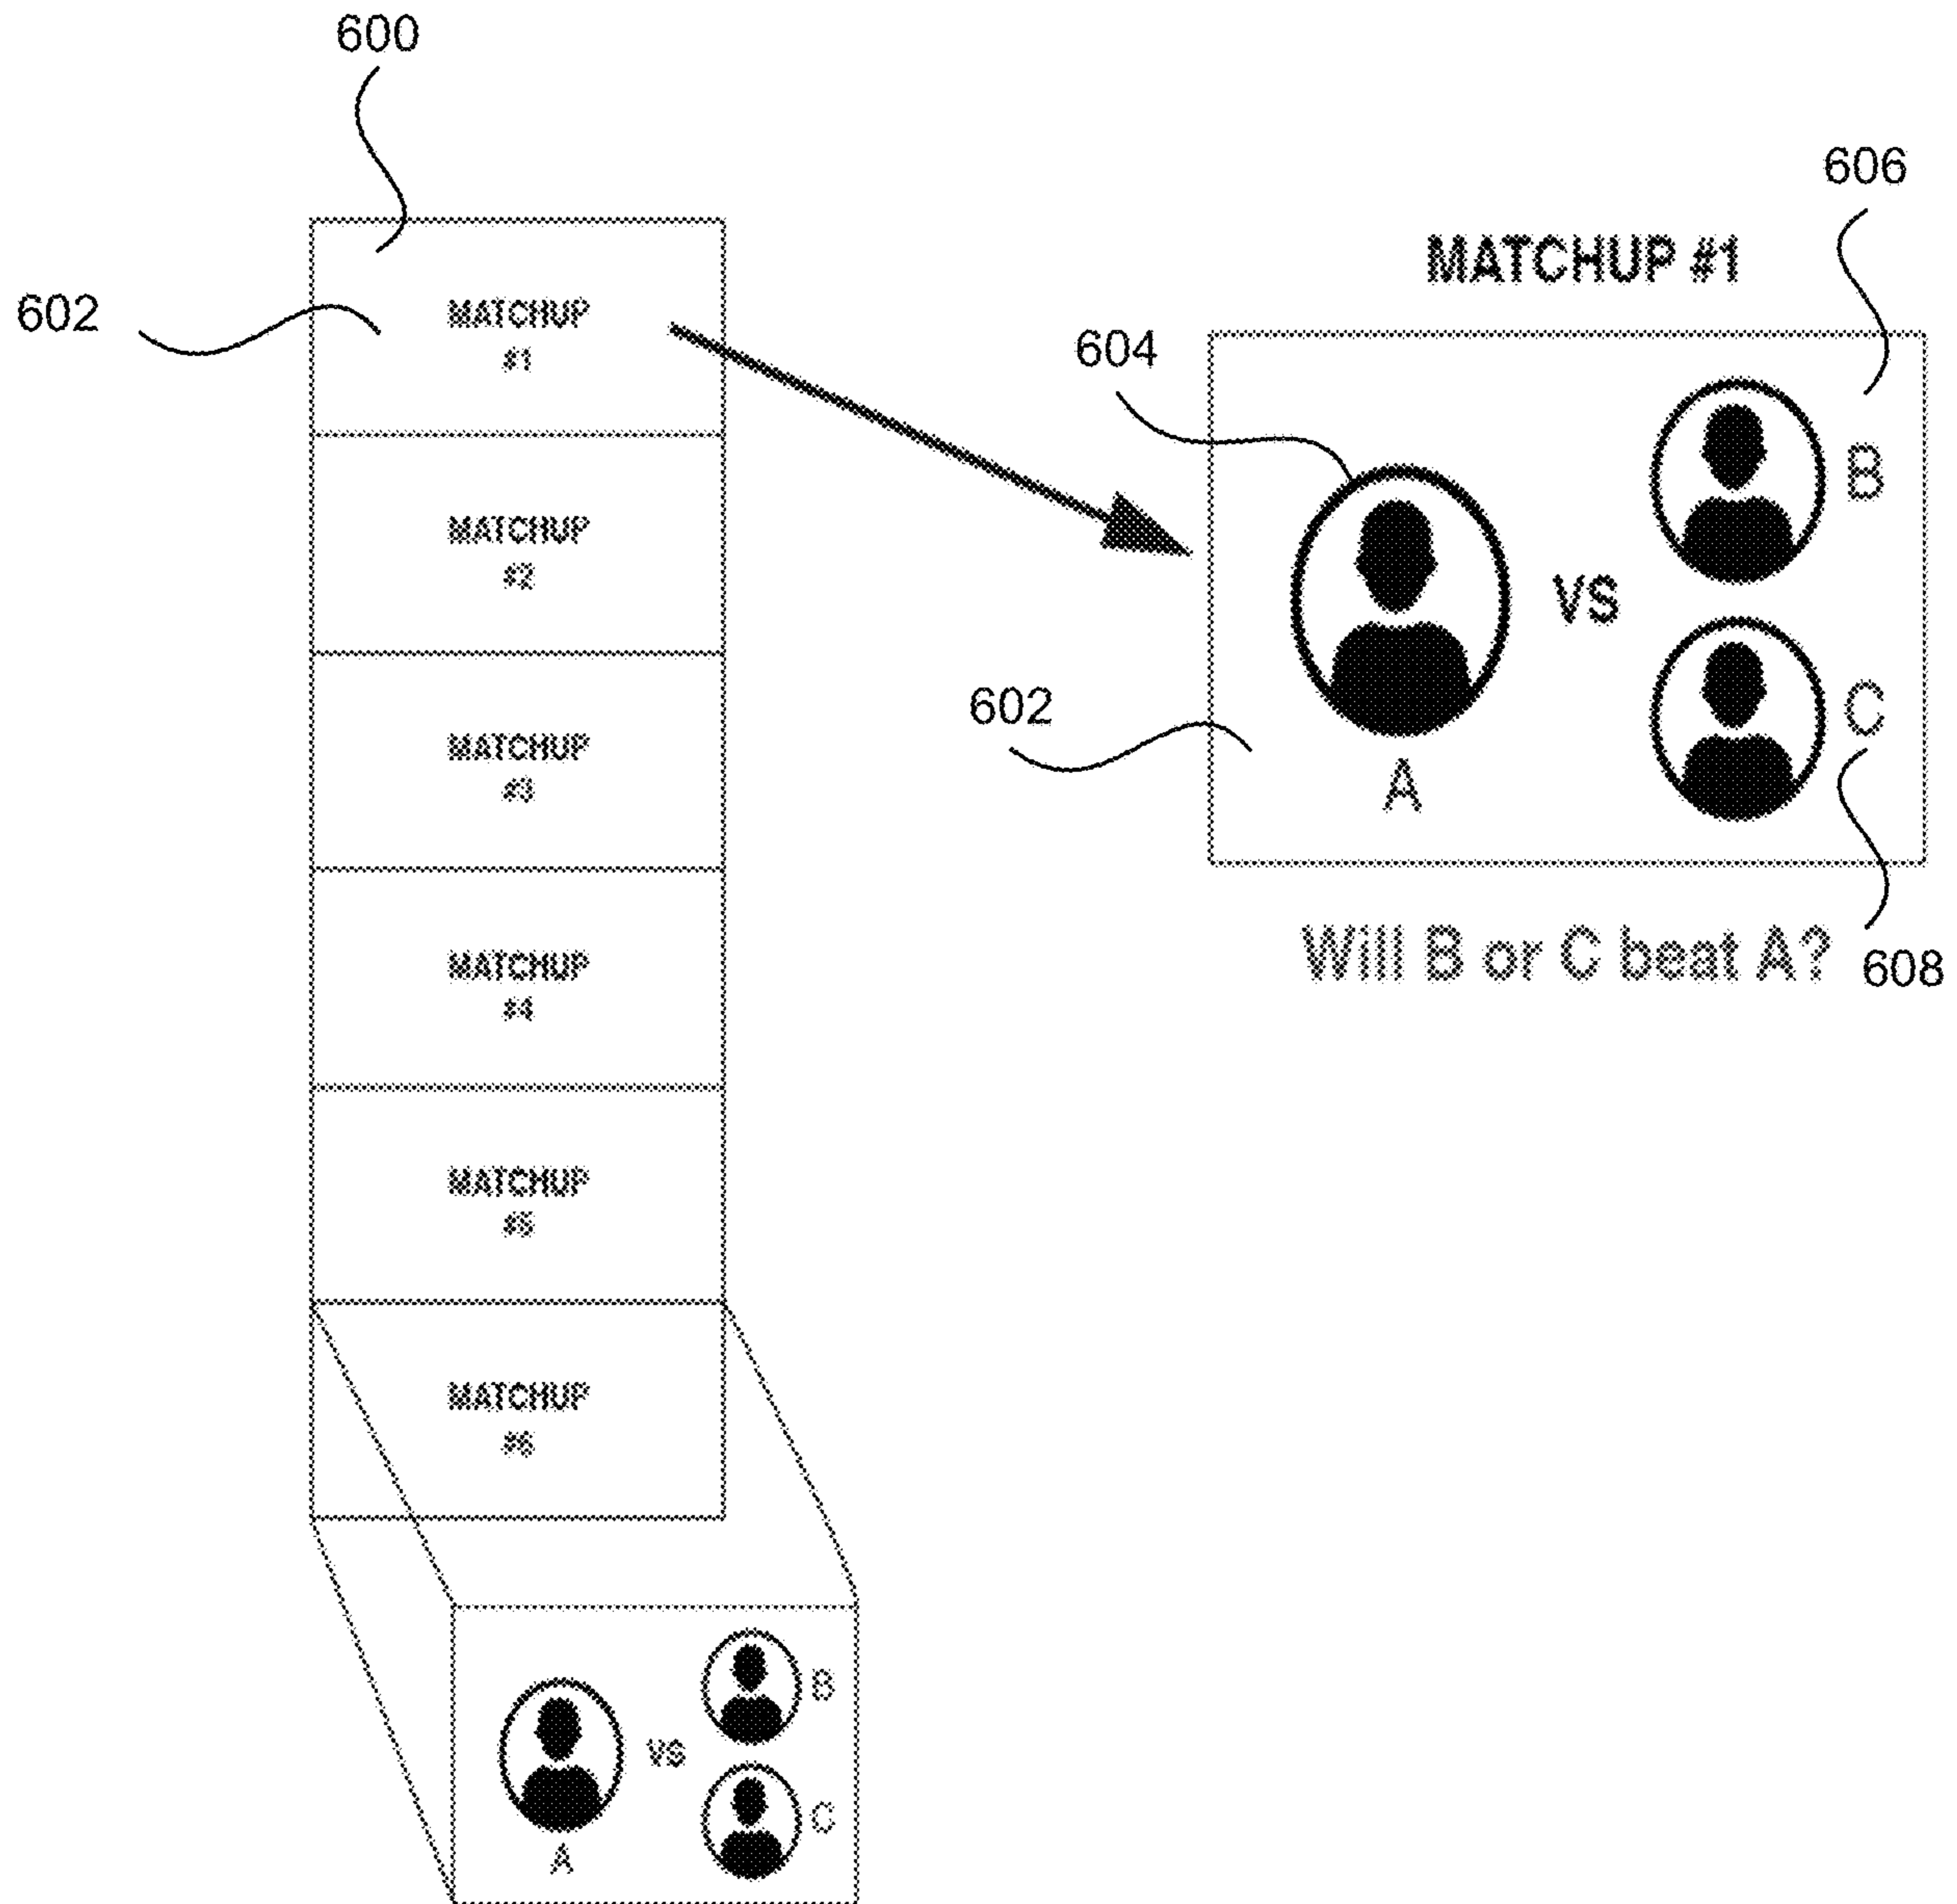 600
602
MATCHUP
#1
MATCHUP
#2
MATCHUP
#3
MATCHUP
#4
MATCHUP
#5
MATCHUP
#6
A
VS
B
C
606
MATCHUP #1
604
B
VS
602
C
A
Will B or C beat A?
608